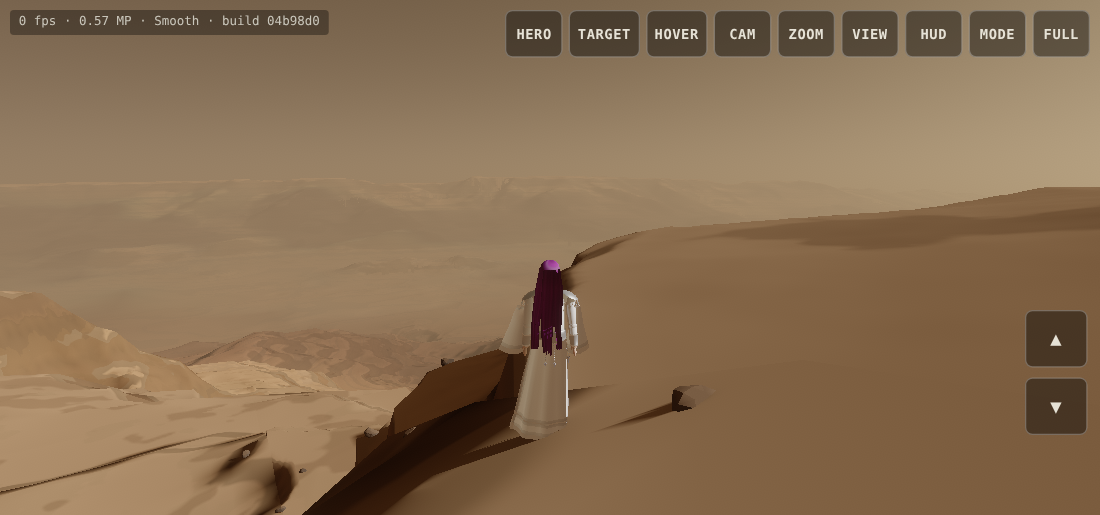 0 fps · 0.57 MP · Smooth · build 04b98d0
HERO TARGET HOVER CAM ZOOM VIEW HUD MODE FULL
▲
▼